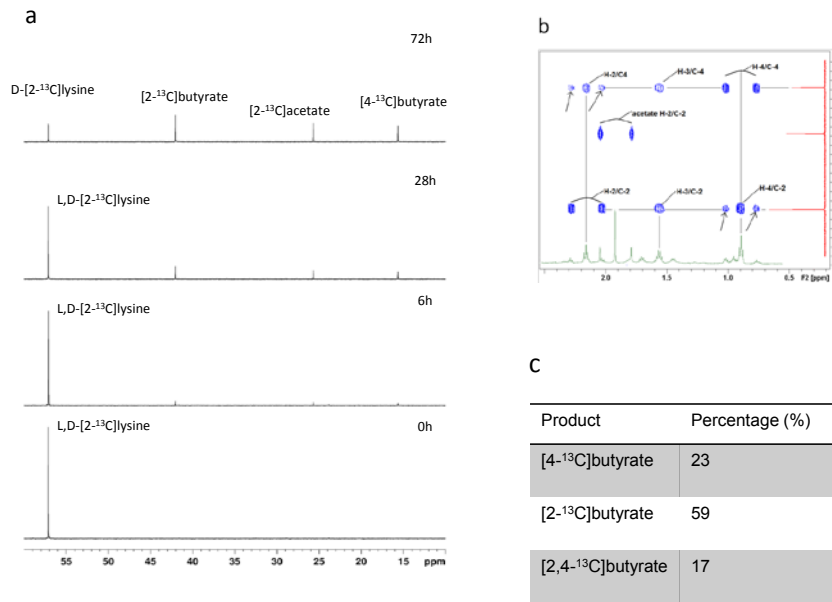 a
72h
D-[2-¹³C]lysine
[2-¹³C]butyrate
[2-¹³C]acetate
[4-¹³C]butyrate
28h
L,D-[2-¹³C]lysine
6h
L,D-[2-¹³C]lysine
L,D-[2-¹³C]lysine
0h
55 50 45 40 35 30 25 20 15 ppm
b
H-2/C4
H-3/C-4
H-4/C-4
acetate H-2/C-2
H-2/C-2
H-3/C-2
H-4/C-2
2.0 1.5 1.0 0.5 F2 [ppm]
c
Product Percentage (%)
[4-¹³C]butyrate 23
[2-¹³C]butyrate 59
[2,4-¹³C]butyrate 17